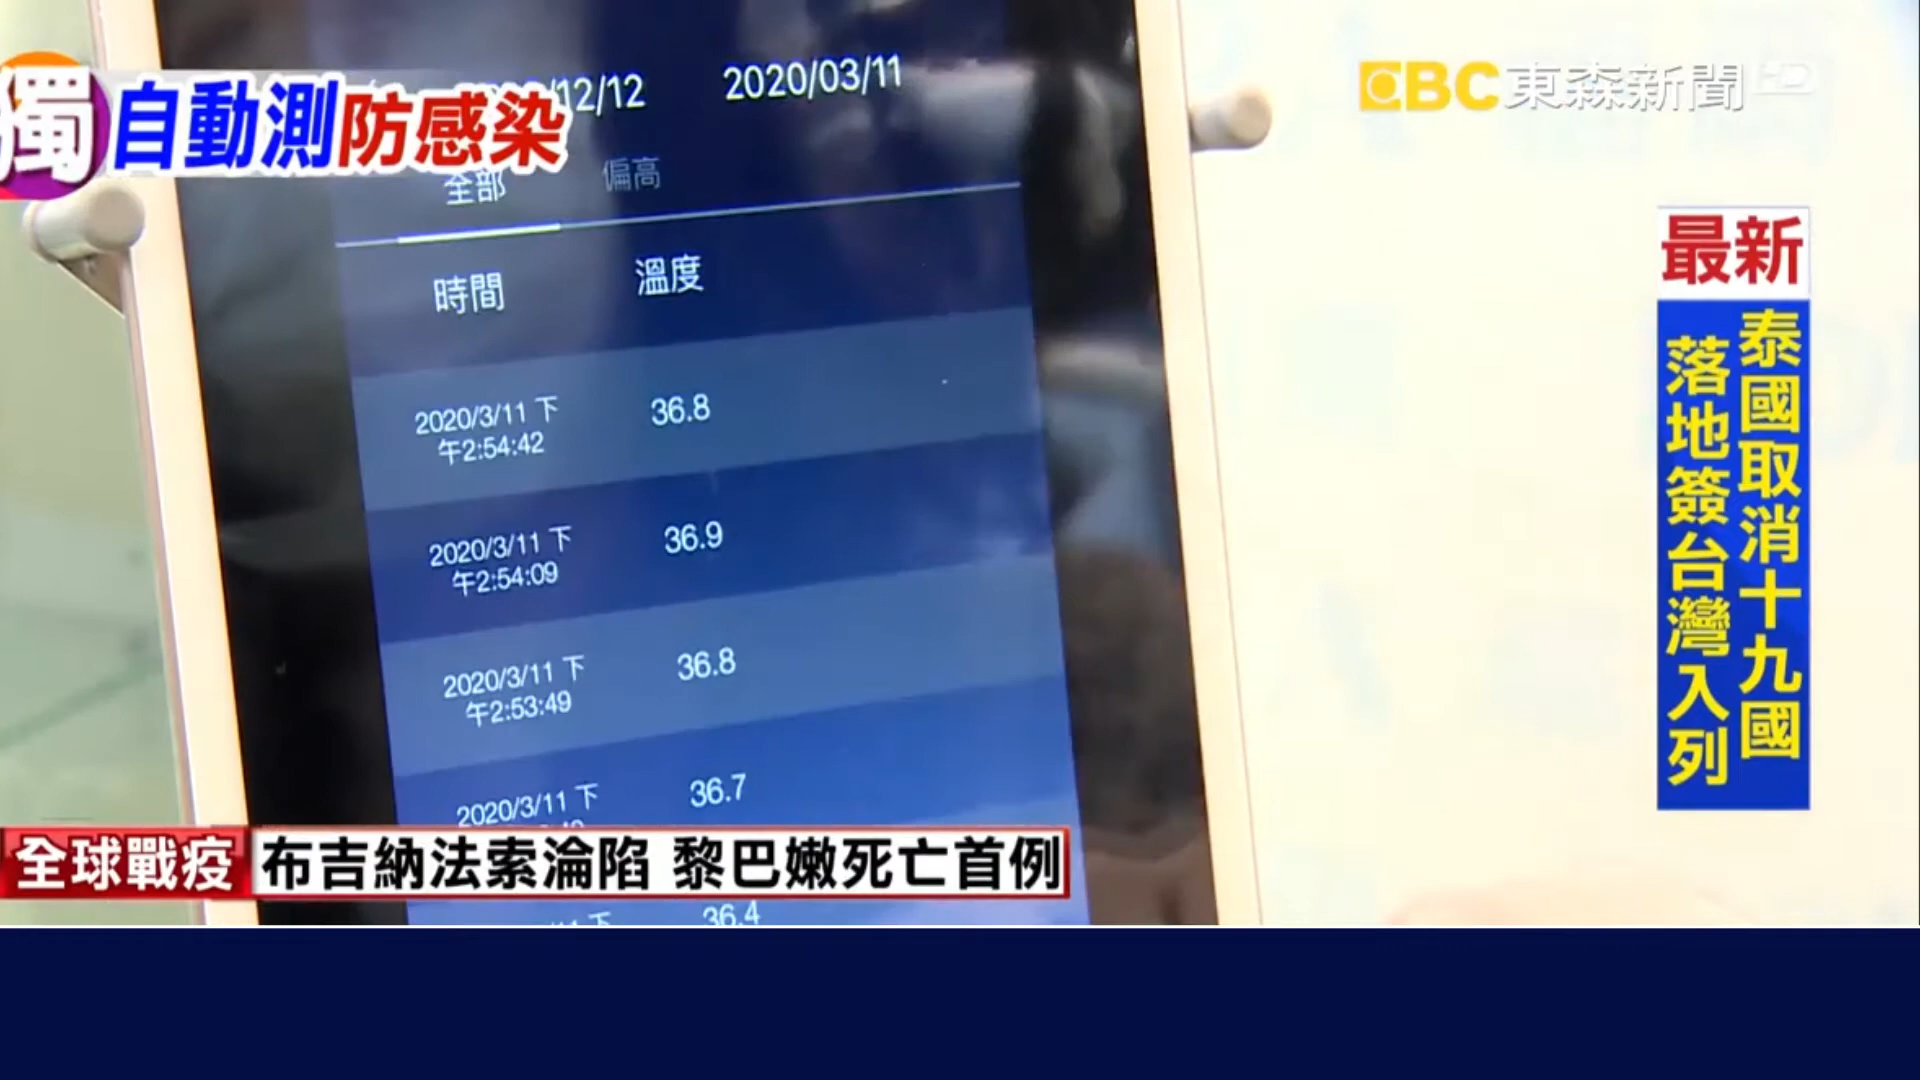 獨
自動測防感染
12/12
2020/03/11
EBC東森新聞HD
全部
偏高
時間
溫度
2020/3/11 下
午2:54:42
36.8
2020/3/11 下
午2:54:09
36.9
2020/3/11 下
午2:53:49
36.8
2020/3/11 下
36.7
36.4
最新
泰國取消十九國
落地簽台灣入列
全球戰疫
布吉納法索淪陷 黎巴嫩死亡首例